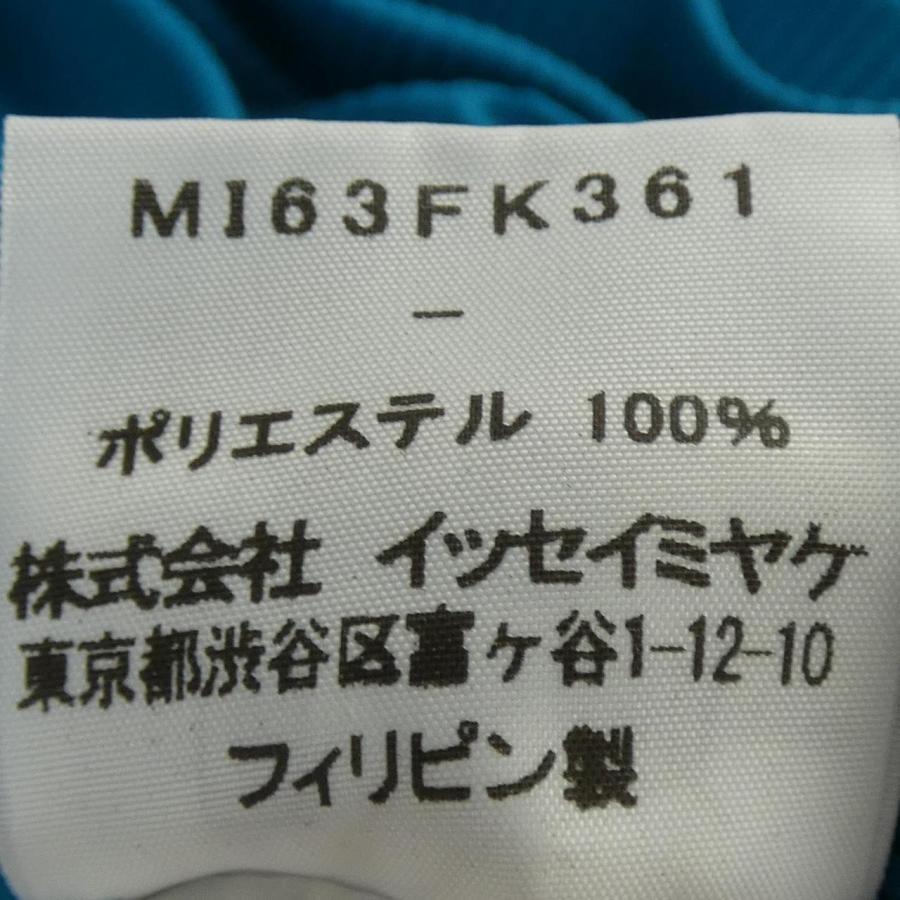 MI63FK361
-
ポリエステル 100%
株式会社 イッセイミヤケ
東京都渋谷区富ヶ谷1-12-10
フィリピン製